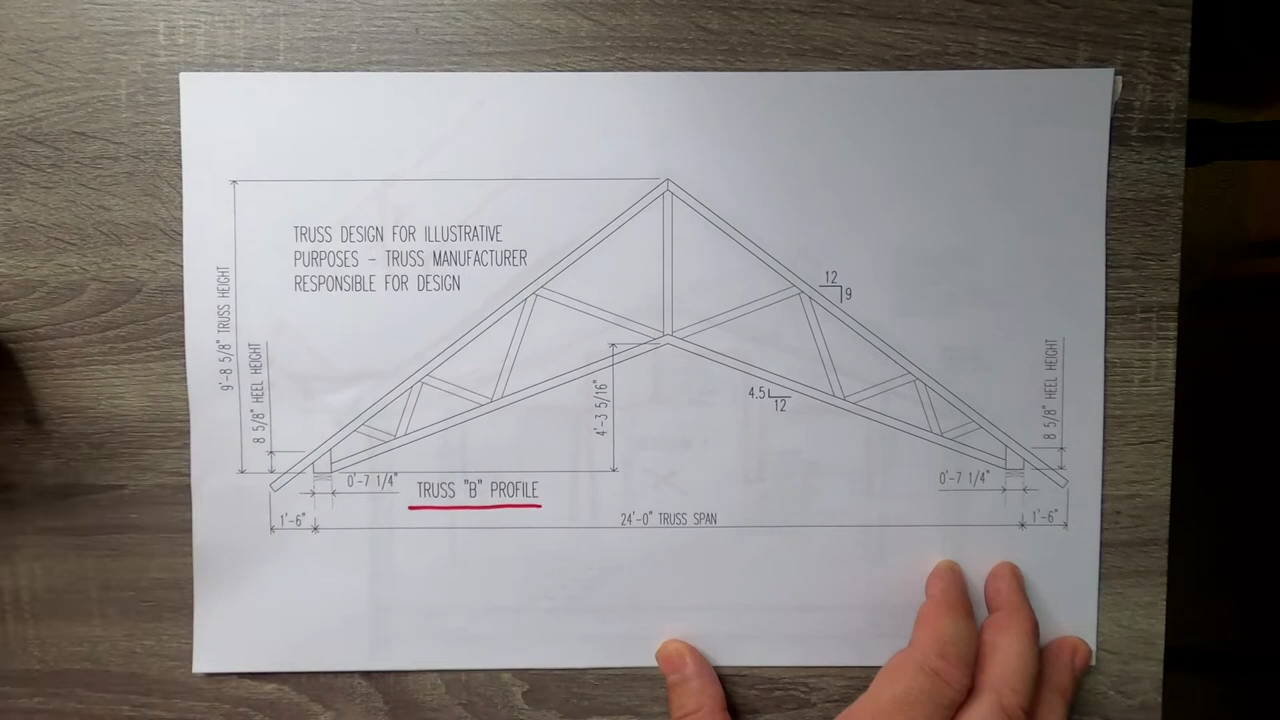 TRUSS DESIGN FOR ILLUSTRATIVE
PURPOSES - TRUSS MANUFACTURER
RESPONSIBLE FOR DESIGN
9'-8 5/8" TRUSS HEIGHT
8 5/8" HEEL HEIGHT
12
9
4'-3 5/16"
4.5
12
8 5/8" HEEL HEIGHT
0'-7 1/4"
TRUSS "B" PROFILE
0'-7 1/4"
1'-6"
24'-0" TRUSS SPAN
1'-6"